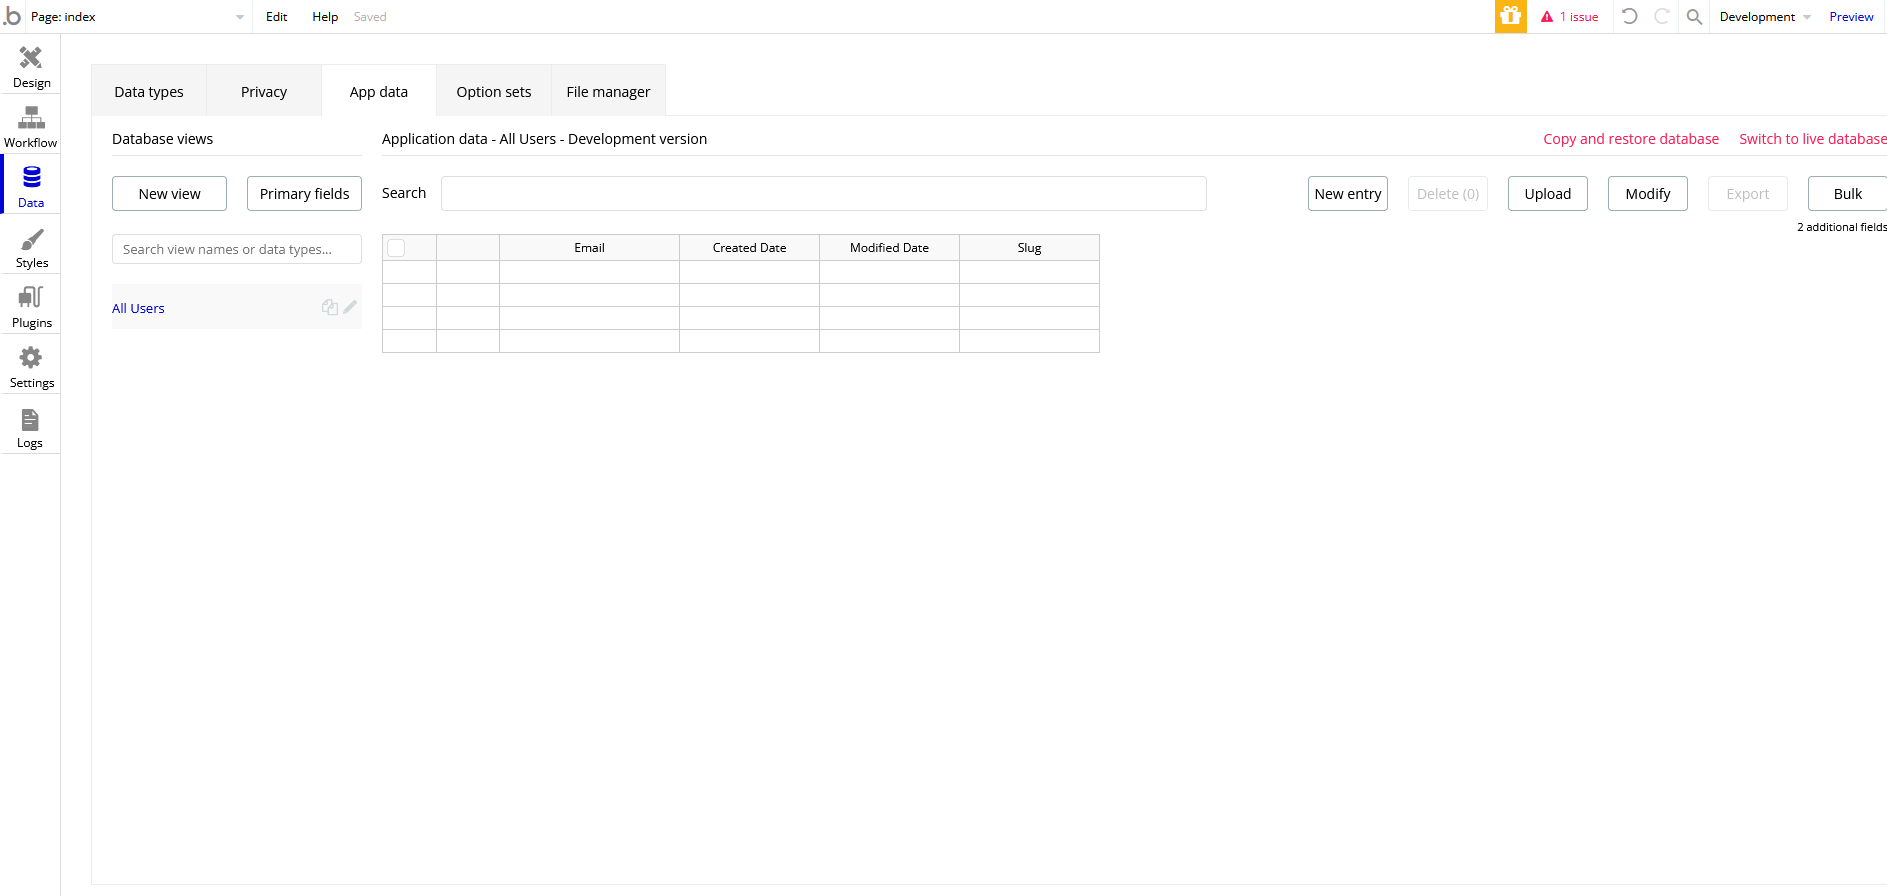 .b Page: index Edit Help Saved 1 issue Development Preview
Design
Workflow
Data
Styles
Plugins
Settings
Logs
Data types Privacy App data Option sets File manager
Database views
New view Primary fields
Search view names or data types...
All Users
Application data - All Users - Development version Copy and restore database Switch to live database
Search New entry Delete (0) Upload Modify Export Bulk
2 additional fields
Email Created Date Modified Date Slug